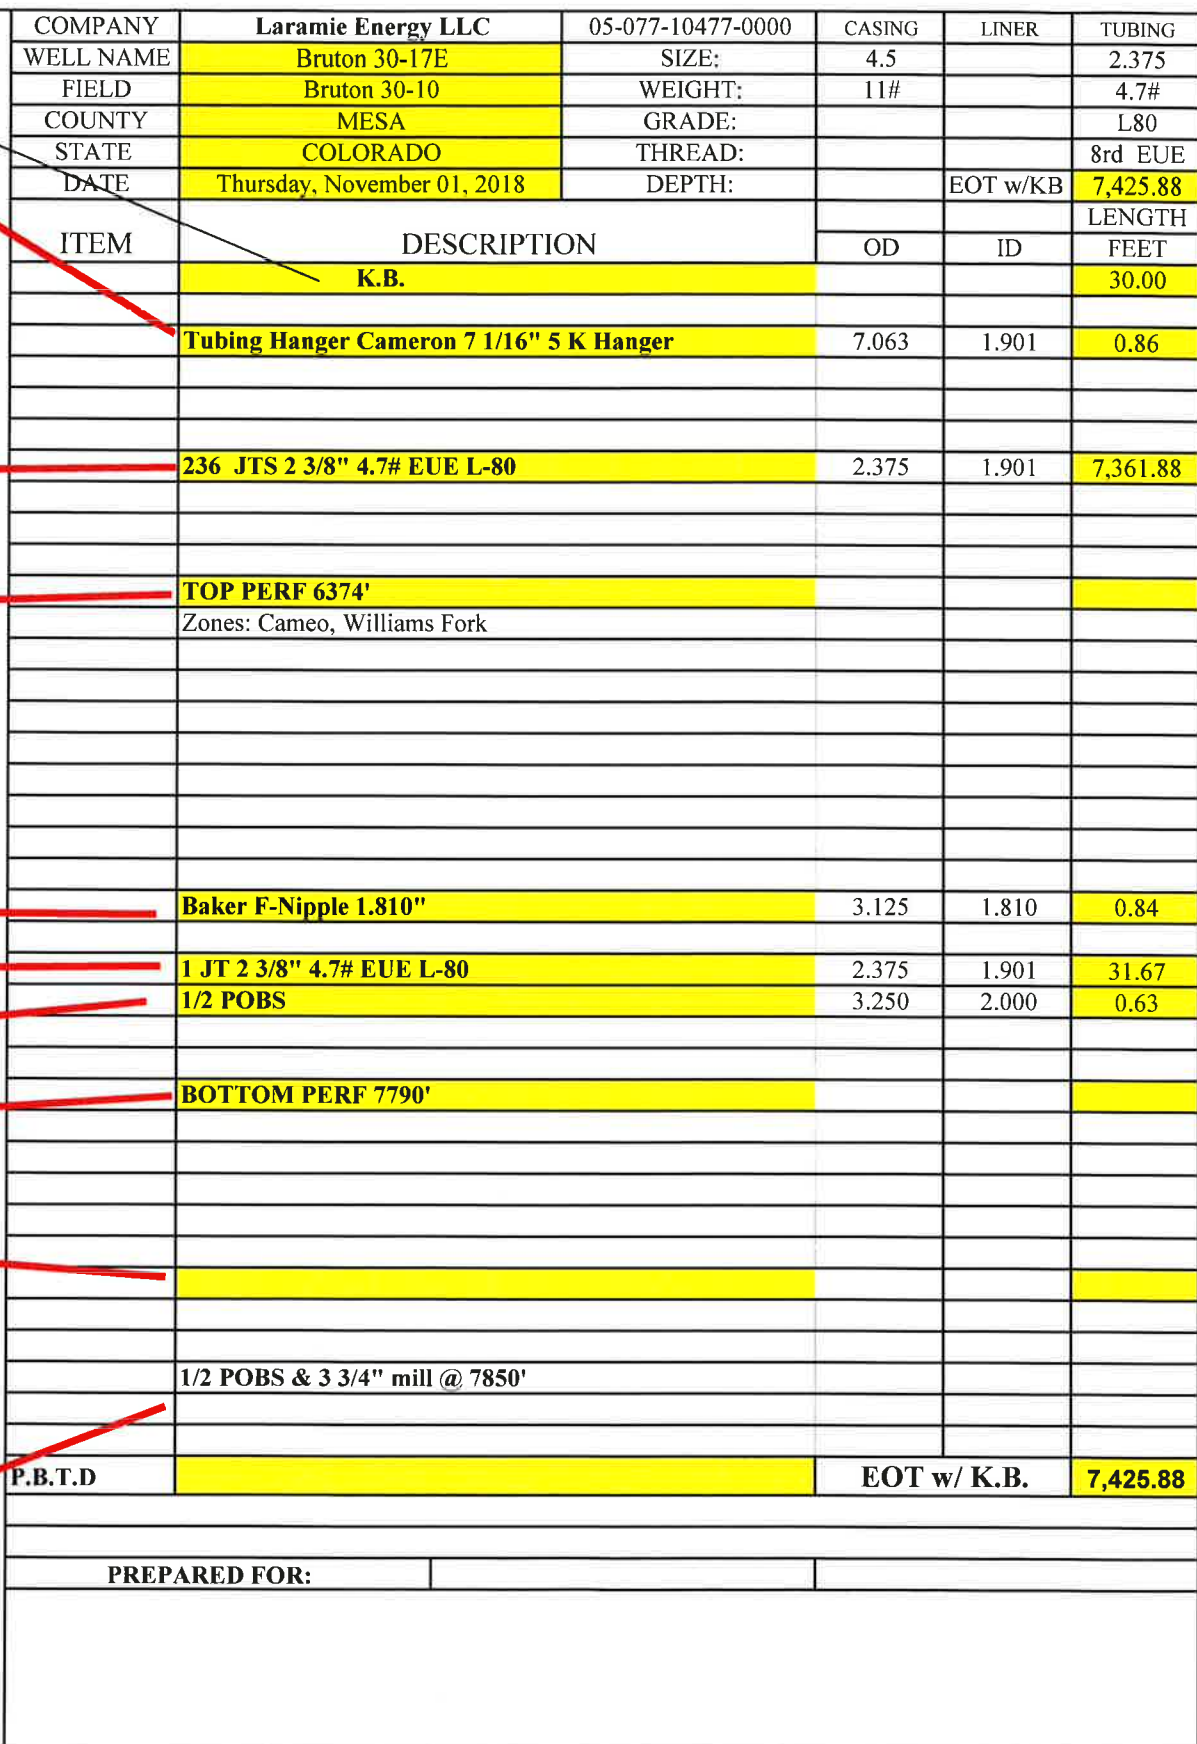 COMPANY Laramie Energy LLC 05-077-10477-0000 CASING LINER TUBING
WELL NAME Bruton 30-17E SIZE: 4.5 2.375
FIELD Bruton 30-10 WEIGHT: 11# 4.7#
COUNTY MESA GRADE: L80
STATE COLORADO THREAD: 8rd EUE
DATE Thursday, November 01, 2018 DEPTH: EOT w/KB 7,425.88
LENGTH
ITEM DESCRIPTION OD ID FEET
K.B. 30.00
Tubing Hanger Cameron 7 1/16" 5 K Hanger 7.063 1.901 0.86
236 JTS 2 3/8" 4.7# EUE L-80 2.375 1.901 7,361.88
TOP PERF 6374'
Zones: Cameo, Williams Fork
Baker F-Nipple 1.810" 3.125 1.810 0.84
1 JT 2 3/8" 4.7# EUE L-80 2.375 1.901 31.67
1/2 POBS 3.250 2.000 0.63
BOTTOM PERF 7790'
1/2 POBS & 3 3/4" mill @ 7850'
P.B.T.D EOT w/ K.B. 7,425.88
PREPARED FOR: